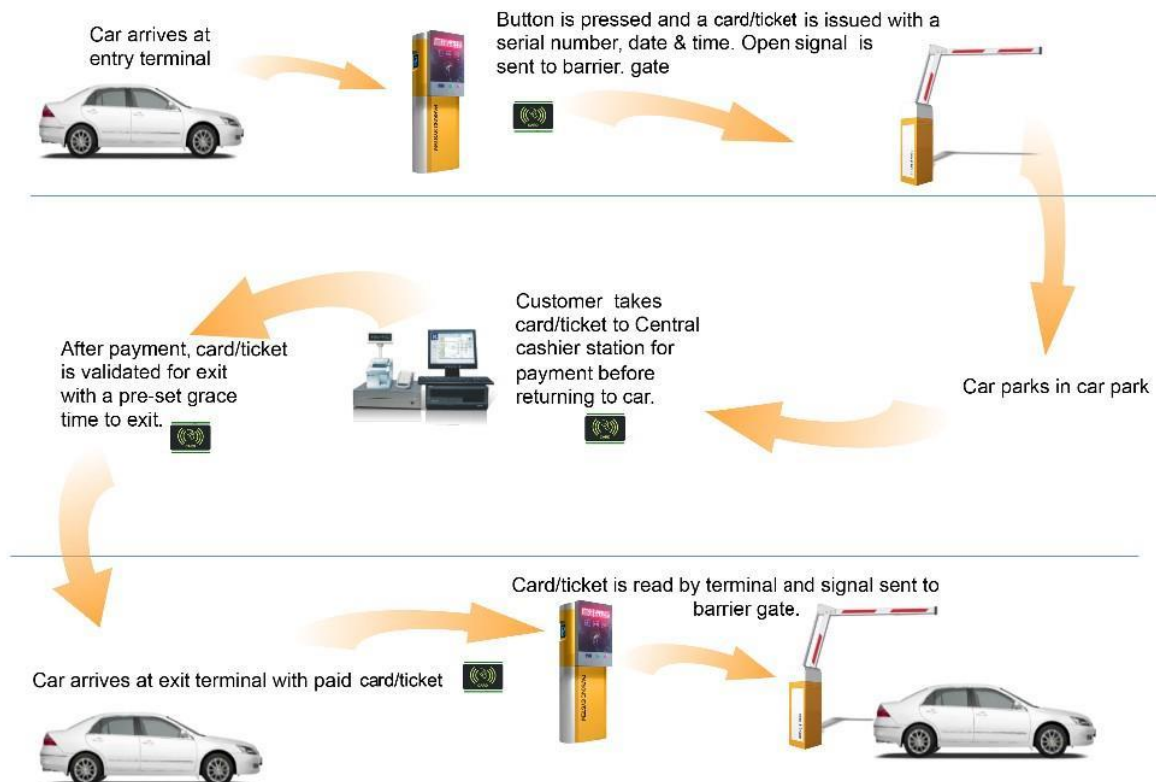 Car arrives at
entry terminal
Button is pressed and a card/ticket is issued with a
serial number, date & time. Open signal is
sent to barrier. gate
PARKING SYSTEM
Customer takes
card/ticket to Central
cashier station for
payment before
returning to car.
After payment, card/ticket
is validated for exit
with a pre-set grace
time to exit.
Car parks in car park
Card/ticket is read by terminal and signal sent to
barrier gate.
PARKING SYSTEM
Car arrives at exit terminal with paid card/ticket